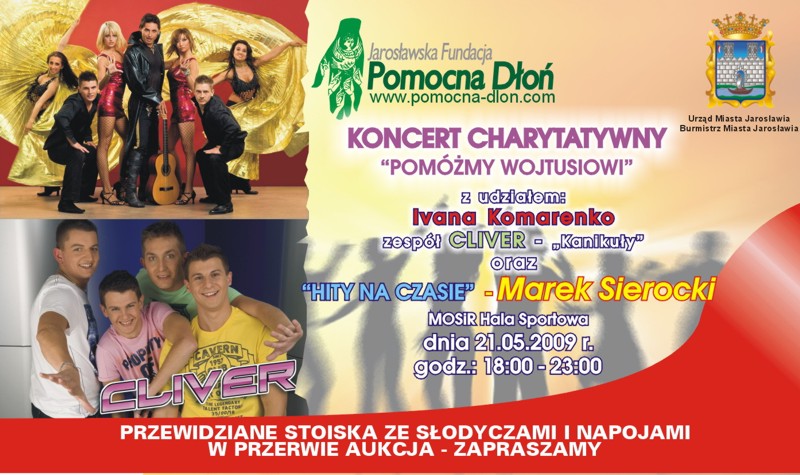 Jarosławska Fundacja
Pomocna Dłoń
www.pomocna-dlon.com
Urząd Miasta Jarosławia
Burmistrz Miasta Jarosławia
KONCERT CHARYTATYWNY
“POMÓŻMY WOJTUSIOWI”
z udziałem:
Ivana Komarenko
zespół CLIVER - „Kanikuły”
oraz
“HITY NA CZASIE” - Marek Sierocki
MOSiR Hala Sportowa
dnia 21.05.2009 r.
godz.: 18:00 - 23:00
CAVERN
CLIVER
PRZEWIDZIANE STOISKA ZE SŁODYCZAMI I NAPOJAMI
W PRZERWIE AUKCJA - ZAPRASZAMY